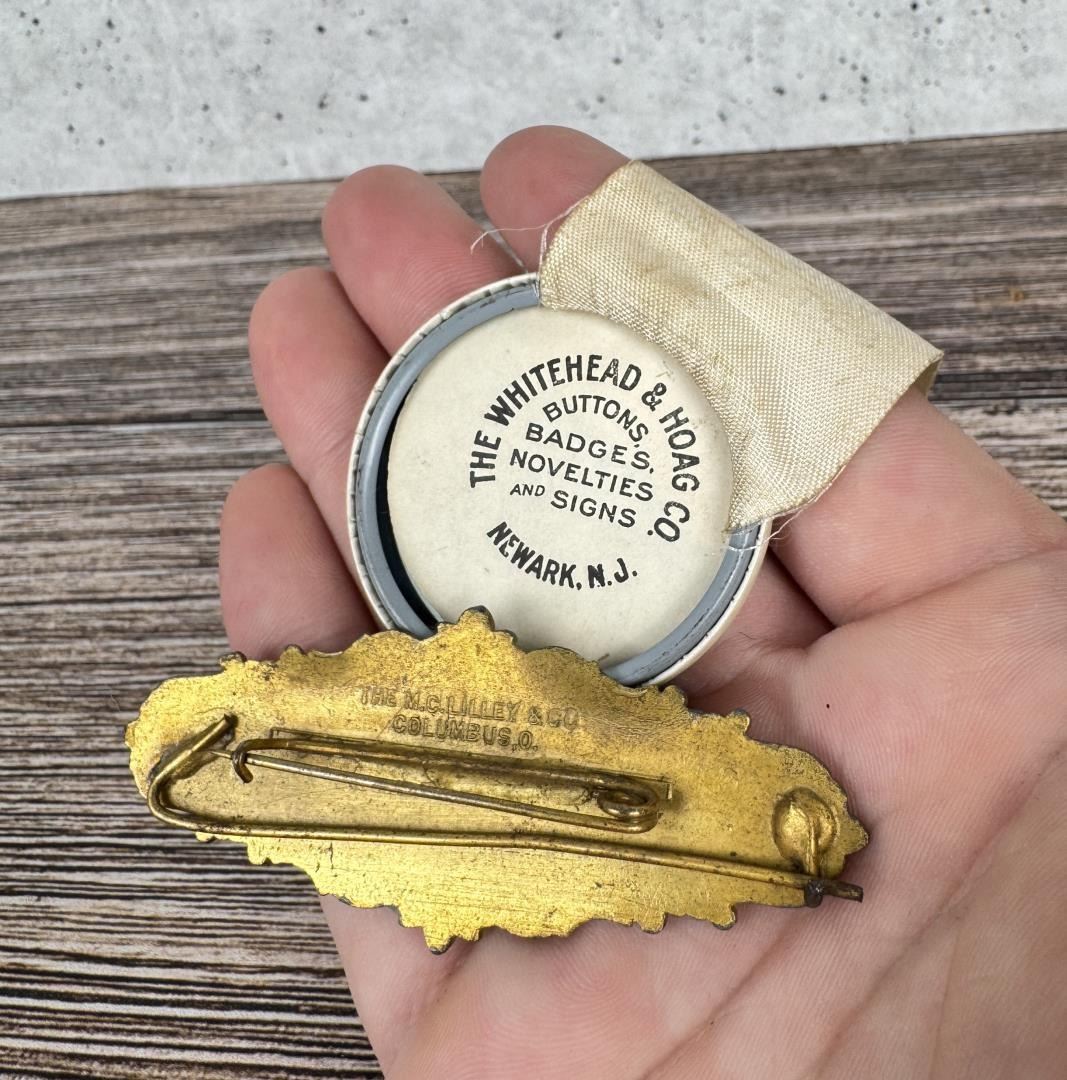 THE WHITEHEAD & HOAG CO.
BUTTONS,
BADGES,
NOVELTIES
AND SIGNS
NEWARK, N.J.
THE M.C. LILLEY & CO
COLUMBUS, O.